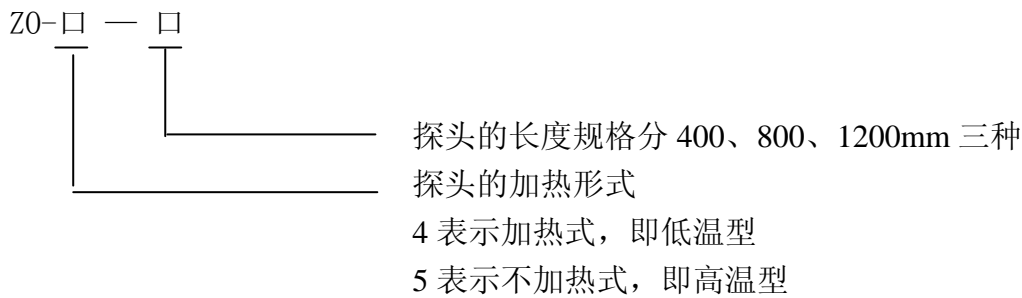 ZO-口 — 口
探头的长度规格分 400、800、1200mm 三种
探头的加热形式
4 表示加热式，即低温型
5 表示不加热式，即高温型